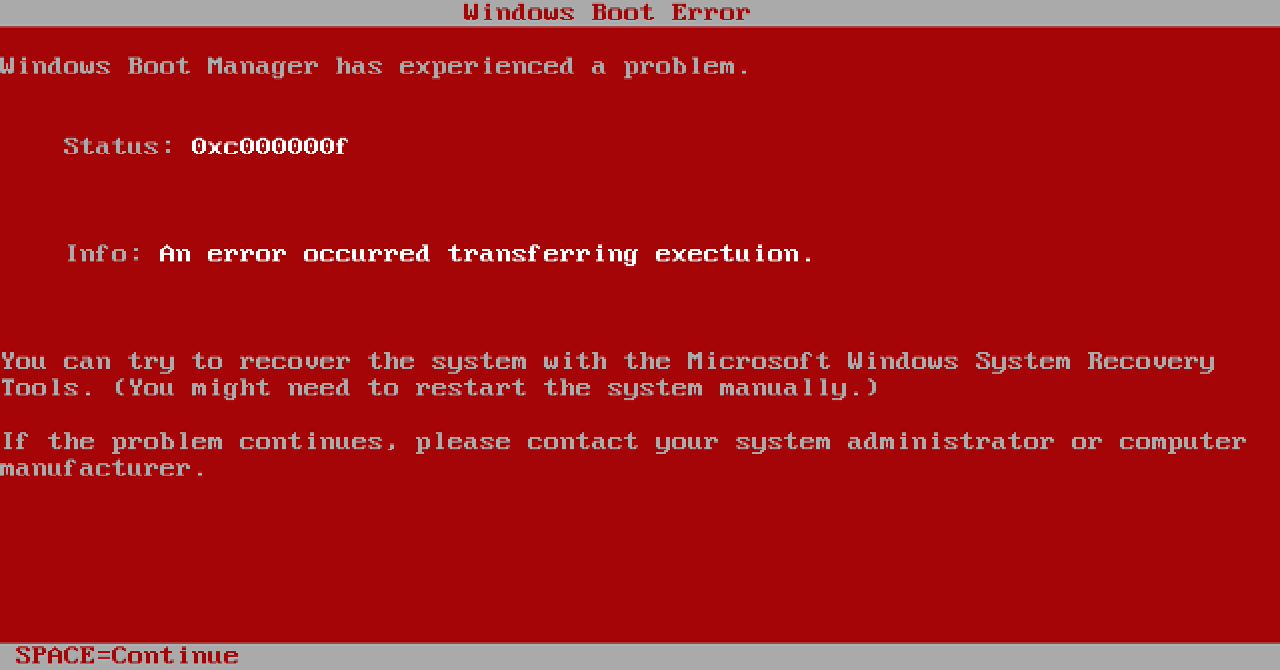 Windows Boot Error
Windows Boot Manager has experienced a problem.
Status: 0xc000000f
Info: An error occurred transferring exectuion.
You can try to recover the system with the Microsoft Windows System Recovery
Tools. (You might need to restart the system manually.)
If the problem continues, please contact your system administrator or computer
manufacturer.
SPACE=Continue